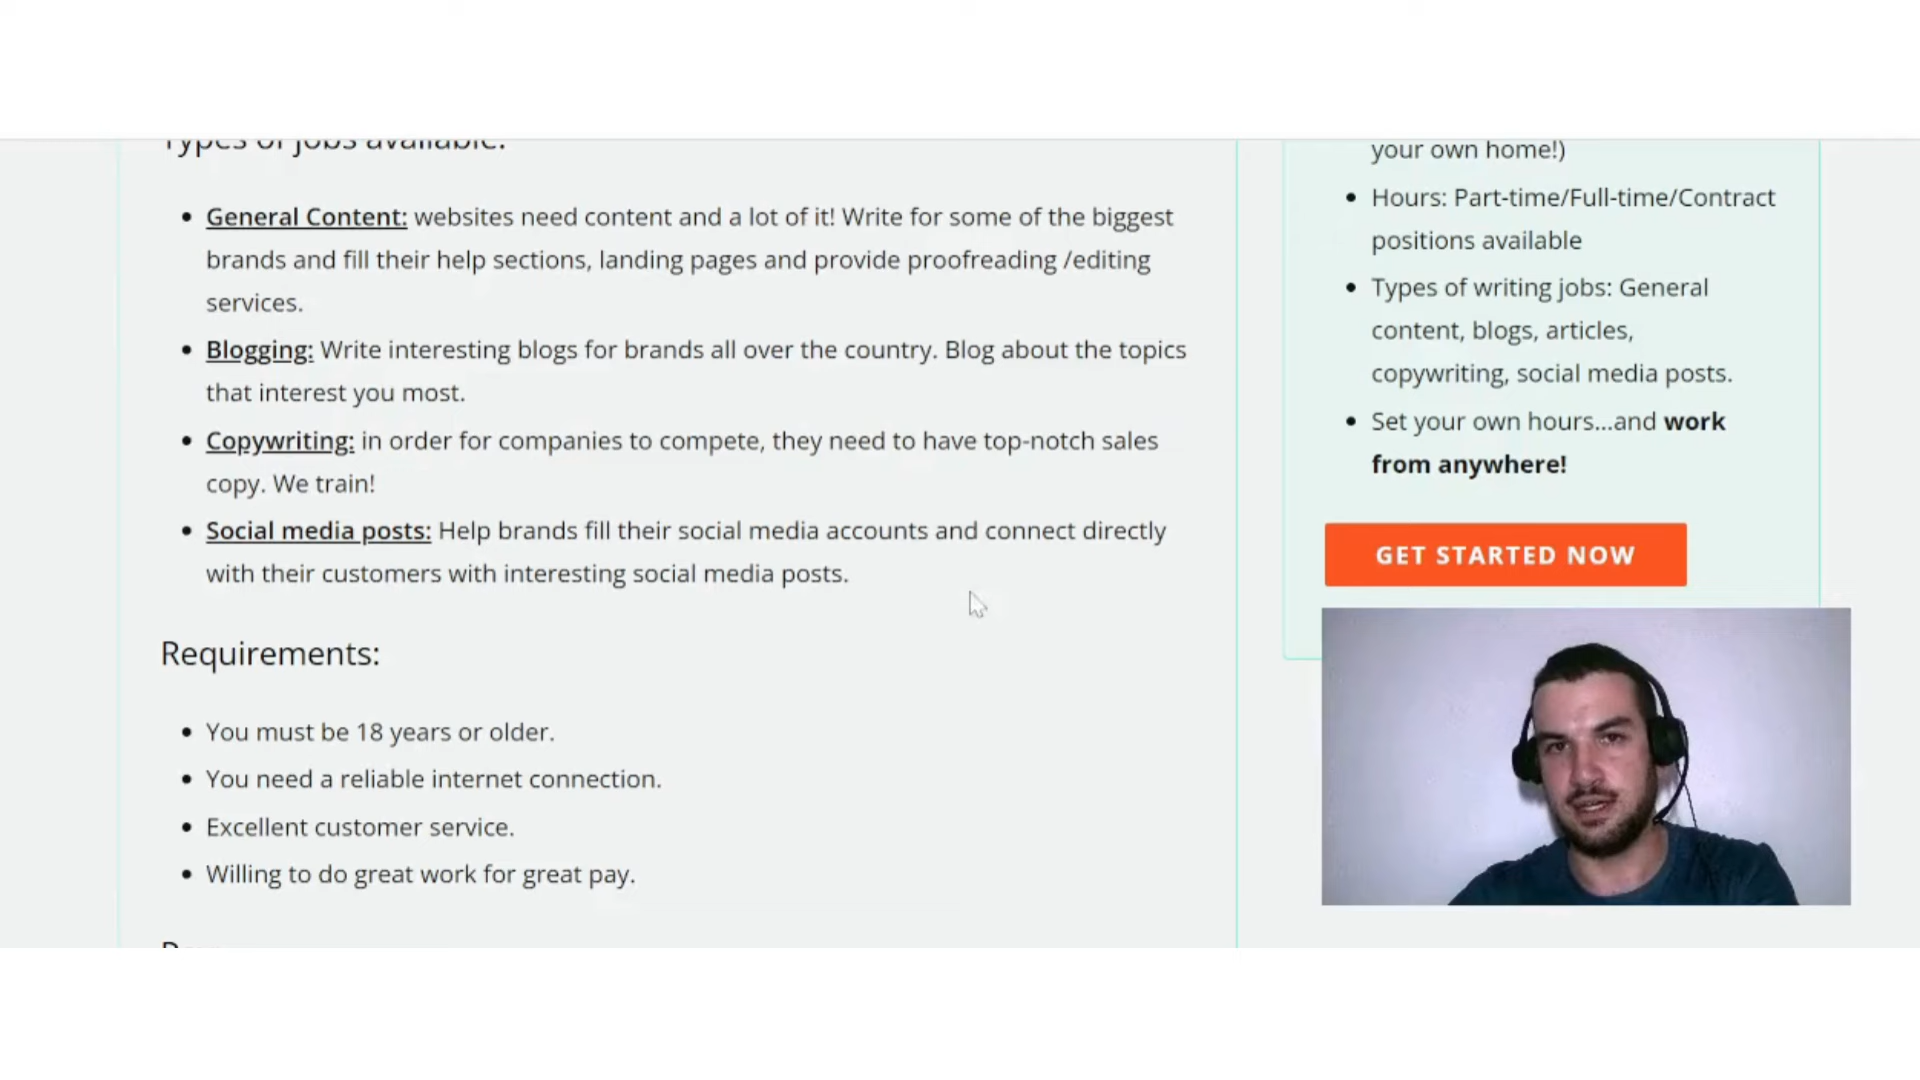 Types of jobs available:
General Content: websites need content and a lot of it! Write for some of the biggest
brands and fill their help sections, landing pages and provide proofreading /editing
services.
Blogging: Write interesting blogs for brands all over the country. Blog about the topics
that interest you most.
Copywriting: in order for companies to compete, they need to have top-notch sales
copy. We train!
Social media posts: Help brands fill their social media accounts and connect directly
with their customers with interesting social media posts.
Requirements:
You must be 18 years or older.
You need a reliable internet connection.
Excellent customer service.
Willing to do great work for great pay.
your own home!)
Hours: Part-time/Full-time/Contract
positions available
Types of writing jobs: General
content, blogs, articles,
copywriting, social media posts.
Set your own hours...and work
from anywhere!
GET STARTED NOW